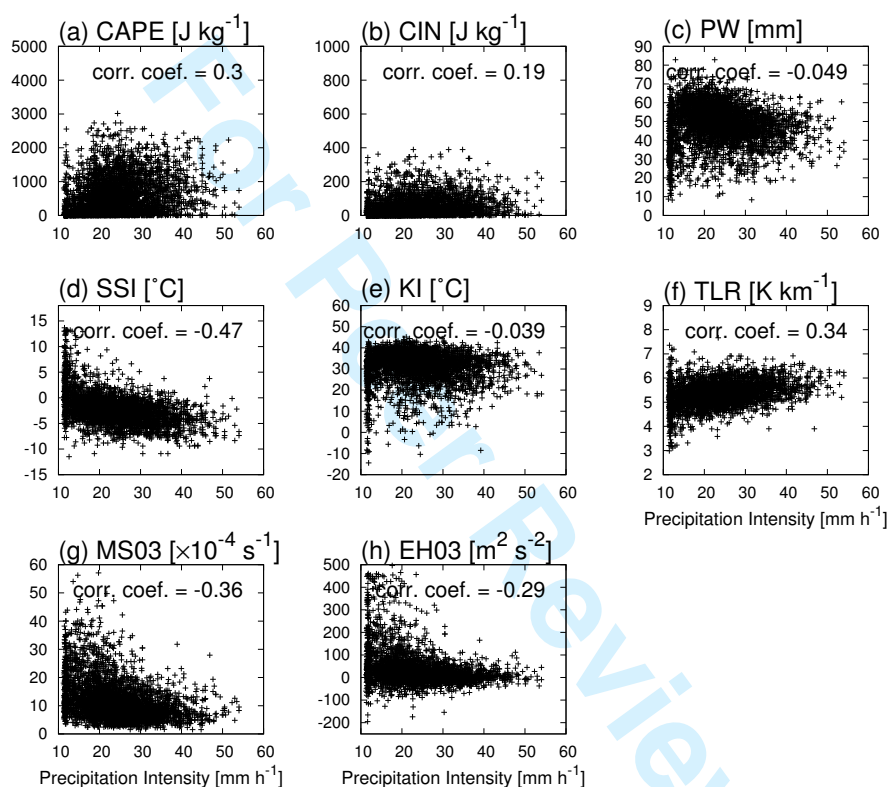 (a) CAPE [J kg-1]
corr. coef. = 0.3
5000
4000
3000
2000
1000
0
10 20 30 40 50 60
(b) CIN [J kg-1]
corr. coef. = 0.19
1000
800
600
400
200
0
10 20 30 40 50 60
(c) PW [mm]
corr. coef. = -0.049
90
80
70
60
50
40
30
20
10
0
10 20 30 40 50 60
(d) SSI [˚C]
corr. coef. = -0.47
15
10
5
0
-5
-10
-15
10 20 30 40 50 60
(e) KI [˚C]
corr. coef. = -0.039
60
50
40
30
20
10
0
-10
-20
10 20 30 40 50 60
(f) TLR [K km-1]
corr. coef. = 0.34
9
8
7
6
5
4
3
2
10 20 30 40 50 60
Precipitation Intensity [mm h-1]
(g) MS03 [×10-4 s-1]
corr. coef. = -0.36
60
50
40
30
20
10
0
10 20 30 40 50 60
Precipitation Intensity [mm h-1]
(h) EH03 [m2 s-2]
corr. coef. = -0.29
500
400
300
200
100
0
-100
-200
10 20 30 40 50 60
Precipitation Intensity [mm h-1]
For Peer Review